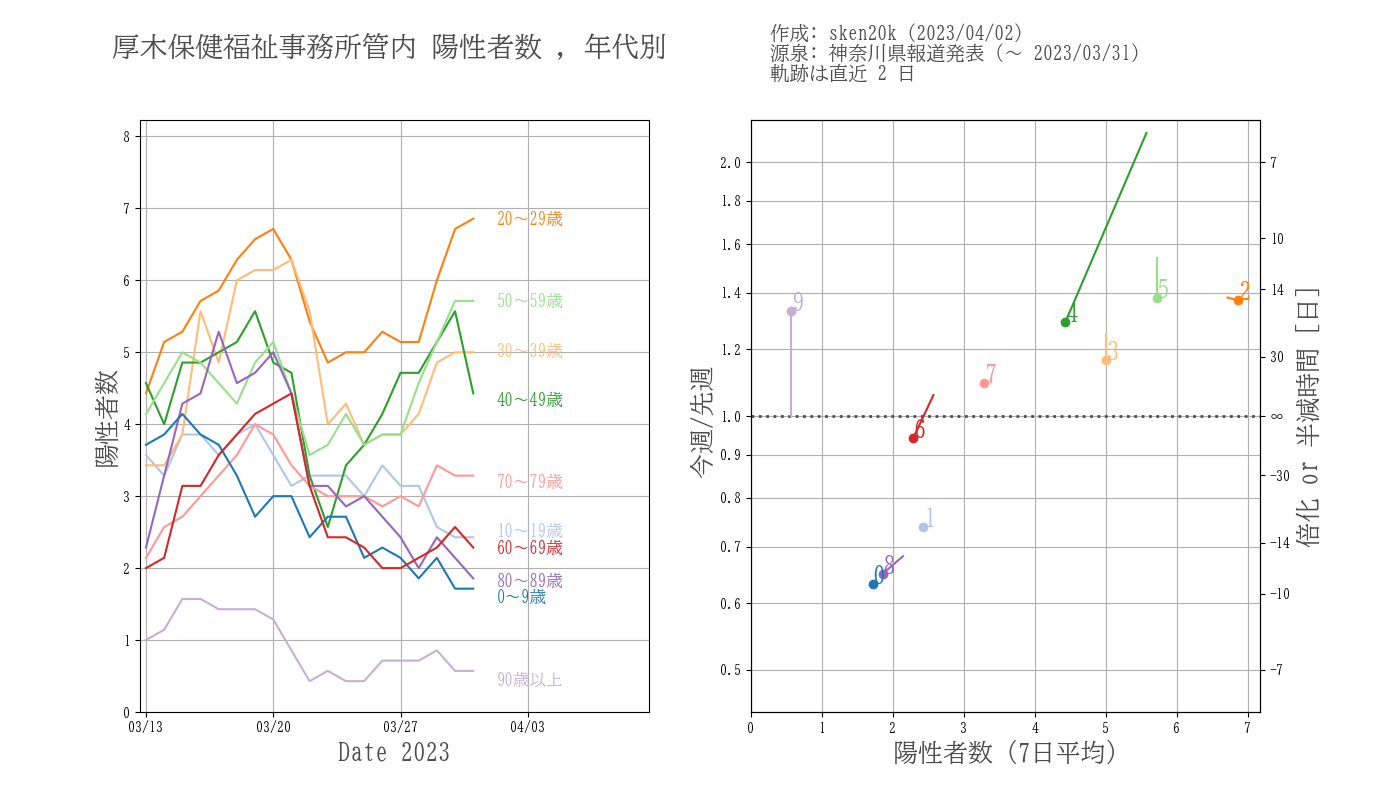 厚木保健福祉事務所管内 陽性者数 , 年代別
作成: sken20k (2023/04/02)
源泉: 神奈川県報道発表 (～ 2023/03/31)
軌跡は直近 2 日
陽性者数
8
7
6
5
4
3
2
1
0
20～29歳
50～59歳
30～39歳
40～49歳
70～79歳
10～19歳
60～69歳
80～89歳
0～9歳
90歳以上
03/13 03/20 03/27 04/03
Date 2023
今週/先週
2.0
1.8
1.6
1.4
1.2
1.0
0.9
0.8
0.7
0.6
0.5
9
5
2
4
3
7
6
1
8
0
7
10
14
30
∞
−30
−14
−10
−7
倍化 or 半減時間 [日]
0 1 2 3 4 5 6 7
陽性者数 (7日平均)